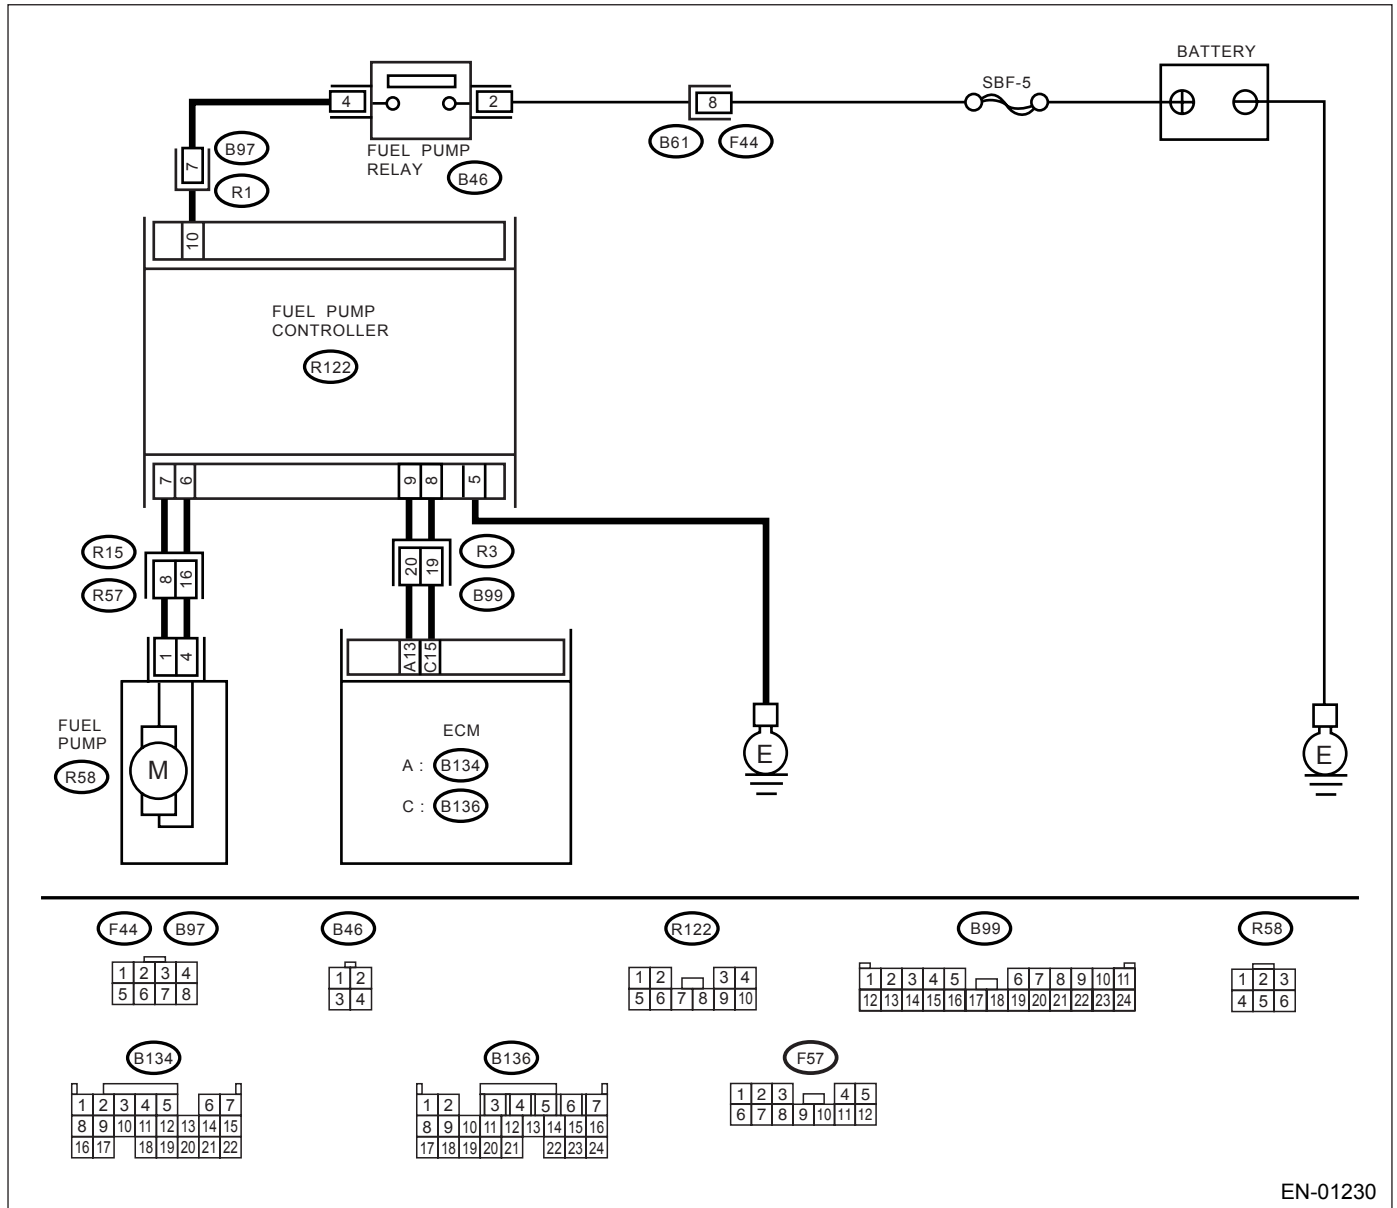 BATTERY
SBF-5
4
2
8
FUEL PUMP
RELAY
B46
B61
F44
B97
7
R1
10
FUEL PUMP
CONTROLLER
R122
7 6 9 8 5
R15
8 16
R57
R3
20 19
B99
1 4
A13 C15
FUEL
PUMP
R58
M
ECM
A : B134
C : B136
E
E
F44 B97
1 2 3 4
5 6 7 8
B46
1 2
3 4
R122
1 2 3 4
5 6 7 8 9 10
B99
1 2 3 4 5 6 7 8 9 10 11
12 13 14 15 16 17 18 19 20 21 22 23 24
R58
1 2 3
4 5 6
B134
1 2 3 4 5 6 7
8 9 10 11 12 13 14 15
16 17 18 19 20 21 22
B136
1 2 3 4 5 6 7
8 9 10 11 12 13 14 15 16
17 18 19 20 21 22 23 24
F57
1 2 3 4 5
6 7 8 9 10 11 12
EN-01230